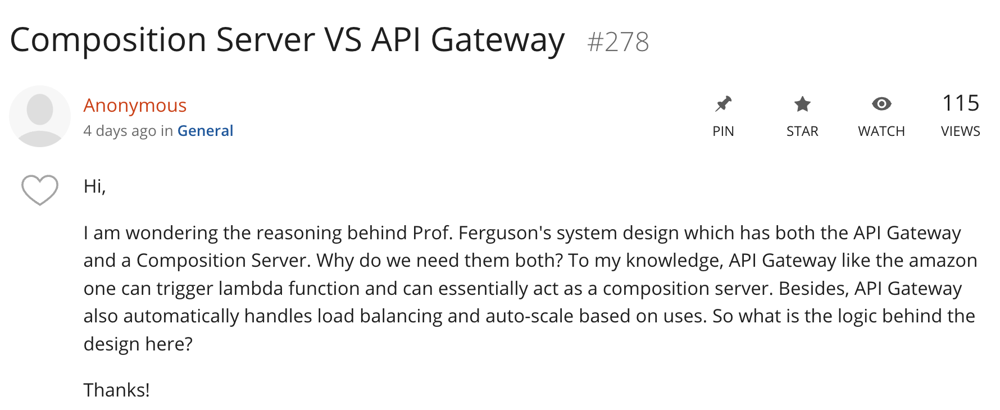 Composition Server VS API Gateway #278
Anonymous
4 days ago in General
PIN
STAR
WATCH
115
VIEWS
Hi,
I am wondering the reasoning behind Prof. Ferguson's system design which has both the API Gateway
and a Composition Server. Why do we need them both? To my knowledge, API Gateway like the amazon
one can trigger lambda function and can essentially act as a composition server. Besides, API Gateway
also automatically handles load balancing and auto-scale based on uses. So what is the logic behind the
design here?
Thanks!